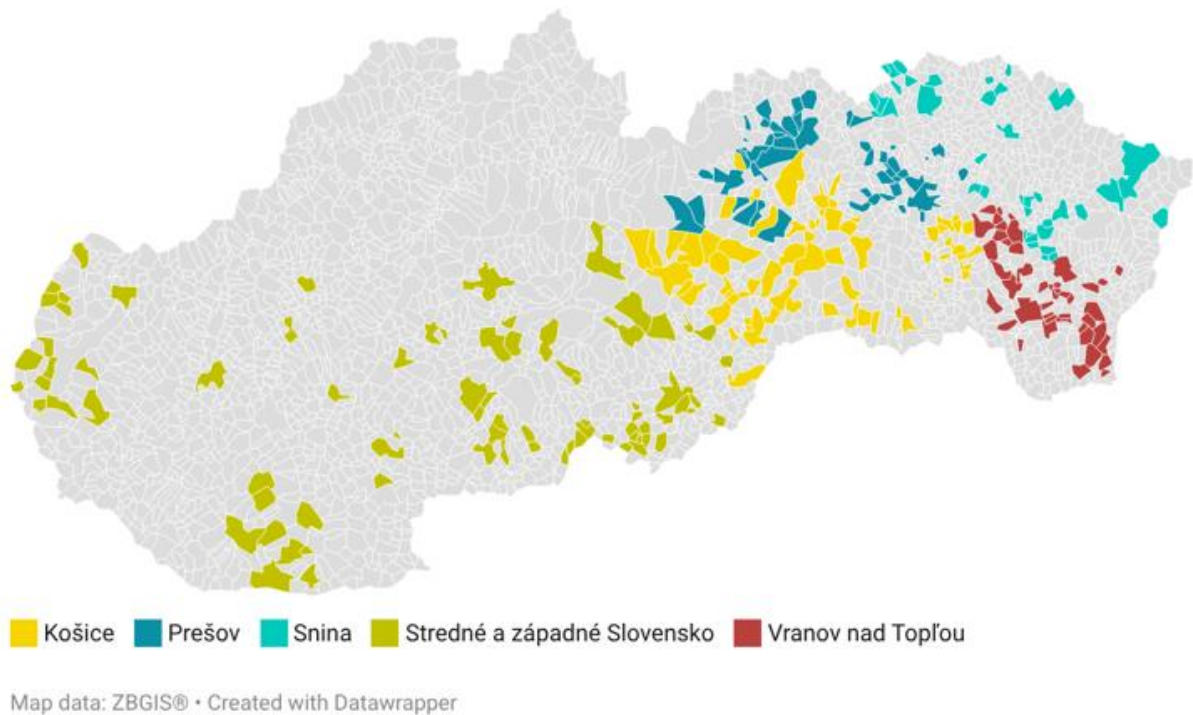 Košice Prešov Snina Stredné a západné Slovensko Vranov nad Topľou
Map data: ZBGIS® • Created with Datawrapper